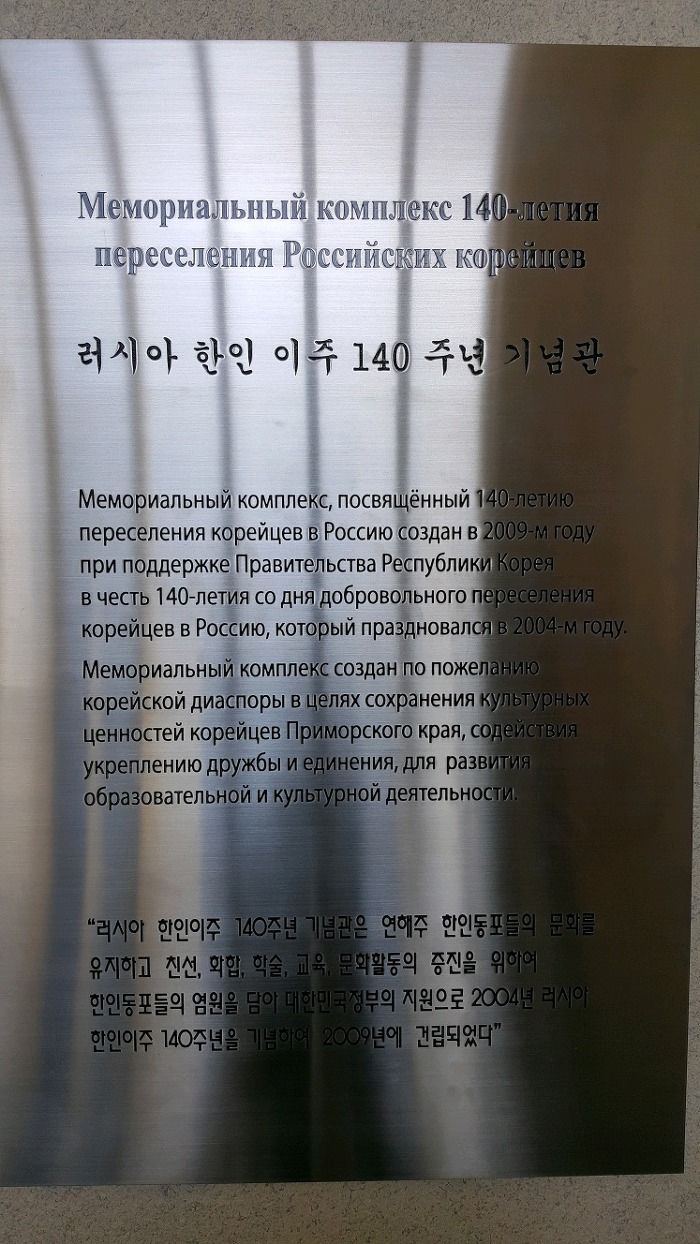 Мемориальный комплекс 140-летия
переселения Российских корейцев
러시아 한인 이주 140 주년 기념관
Мемориальный комплекс, посвящённый 140-летию
переселения корейцев в Россию создан в 2009-м году
при поддержке Правительства Республики Корея
в честь 140-летия со дня добровольного переселения
корейцев в Россию, который праздновался в 2004-м году.
Мемориальный комплекс создан по пожеланию
корейской диаспоры в целях сохранения культурных
ценностей корейцев Приморского края, содействия
укреплению дружбы и единения, для развития
образовательной и культурной деятельности.
“러시아 한인이주 140주년 기념관은 연해주 한인동포들의 문화를
유지하고 친선, 화합, 학술, 교육, 문화활동의 증진을 위하여
한인동포들의 염원을 담아 대한민국정부의 지원으로 2004년 러시아
한인이주 140주년을 기념하여 2009년에 건립되었다”